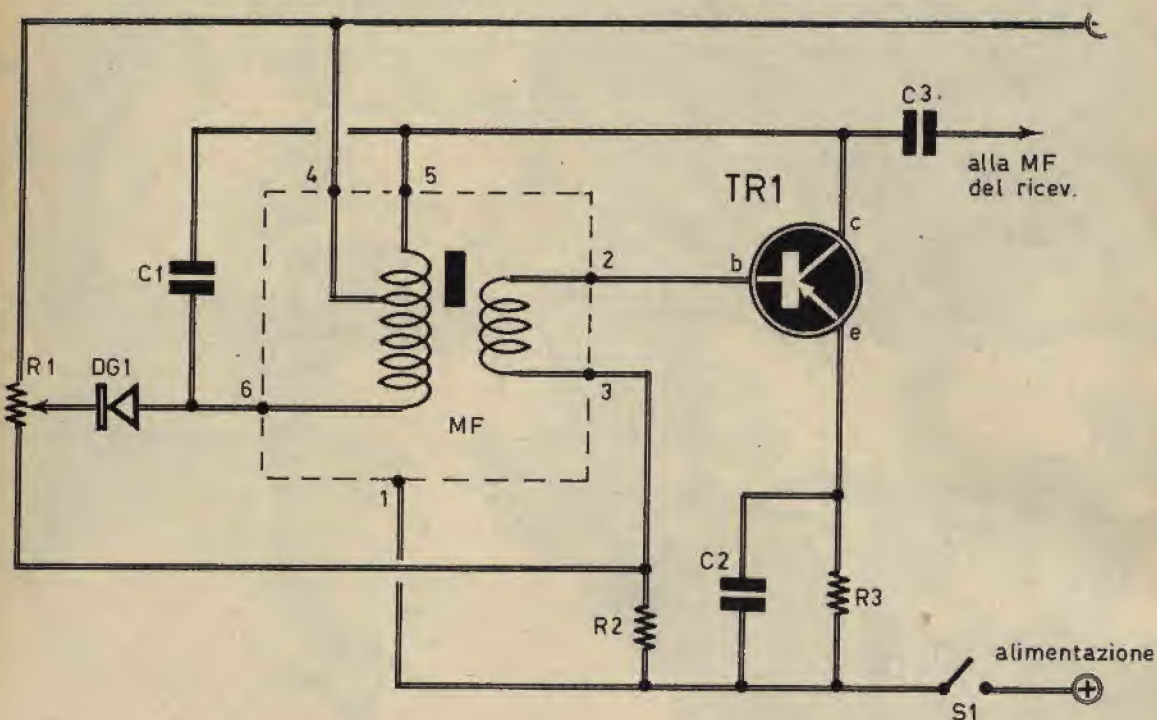 C3
alla MF
del ricev.
4
5
TR1
c
2
b
C1
e
R1
DG1
6
3
MF
1
C2
R2
R3
alimentazione
+
S1